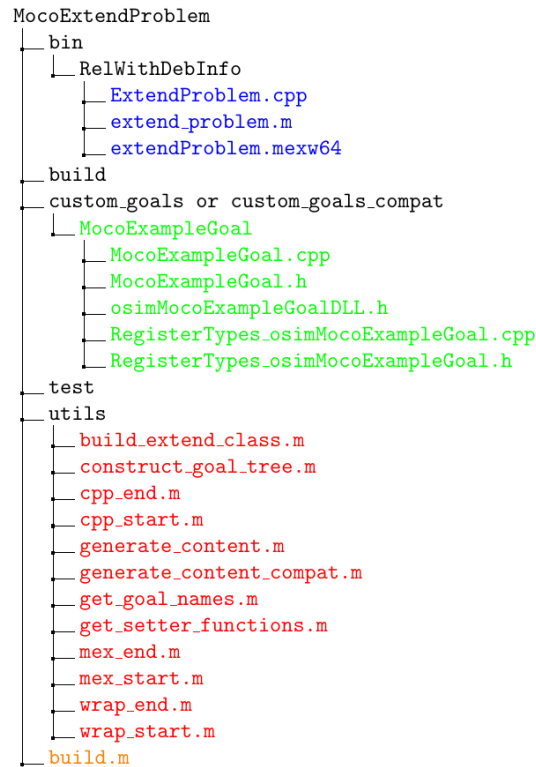 MocoExtendProblem
bin
RelWithDebInfo
ExtendProblem.cpp
extend_problem.m
extendProblem.mexw64
build
custom_goals or custom_goals_compat
MocoExampleGoal
MocoExampleGoal.cpp
MocoExampleGoal.h
osimMocoExampleGoalDLL.h
RegisterTypes_osimMocoExampleGoal.cpp
RegisterTypes_osimMocoExampleGoal.h
test
utils
build_extend_class.m
construct_goal_tree.m
cpp_end.m
cpp_start.m
generate_content.m
generate_content_compat.m
get_goal_names.m
get_setter_functions.m
mex_end.m
mex_start.m
wrap_end.m
wrap_start.m
build.m